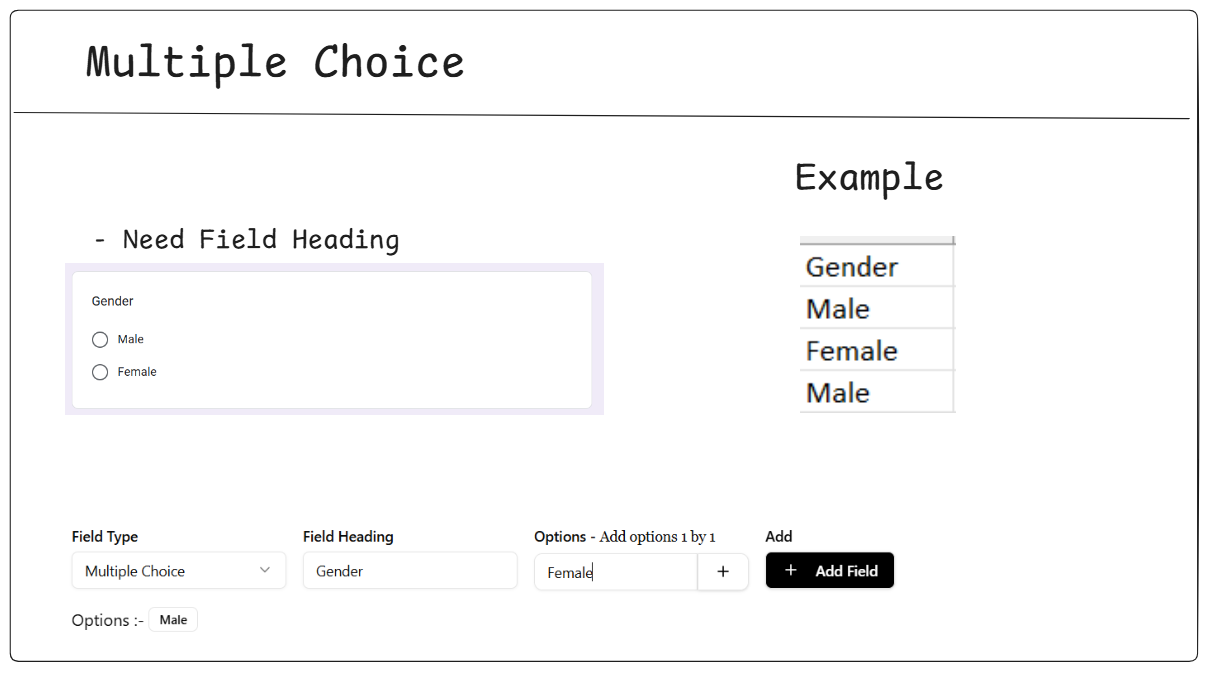 Multiple Choice
Example
- Need Field Heading
Gender
Male
Female
Gender
Male
Female
Male
Field Type
Field Heading
Options - Add options 1 by 1
Add
Multiple Choice
Gender
Female
+
+ Add Field
Options :- Male